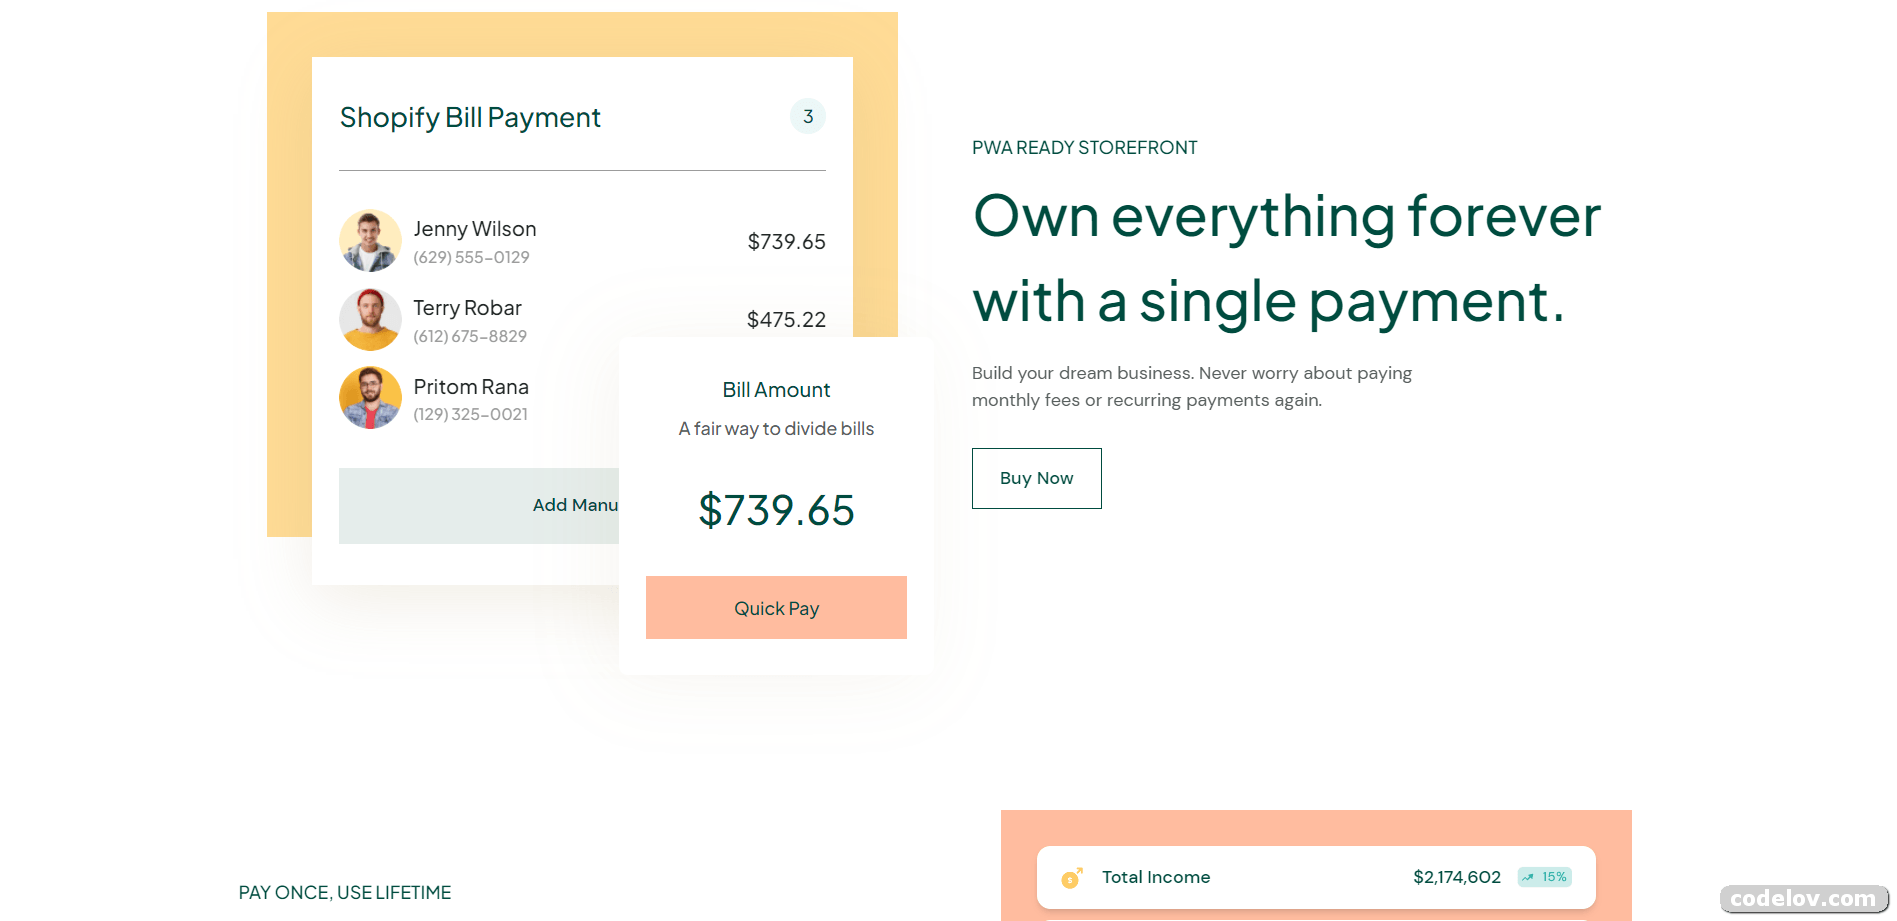 Shopify Bill Payment
3
Jenny Wilson
(629) 555-0129
$739.65
Terry Robar
(612) 675-8829
$475.22
Pritom Rana
(129) 325-0021
Add Manu
Bill Amount
A fair way to divide bills
$739.65
Quick Pay
PWA READY STOREFRONT
Own everything forever
with a single payment.
Build your dream business. Never worry about paying
monthly fees or recurring payments again.
Buy Now
PAY ONCE, USE LIFETIME
Total Income
$2,174,602
15%
codelov.com